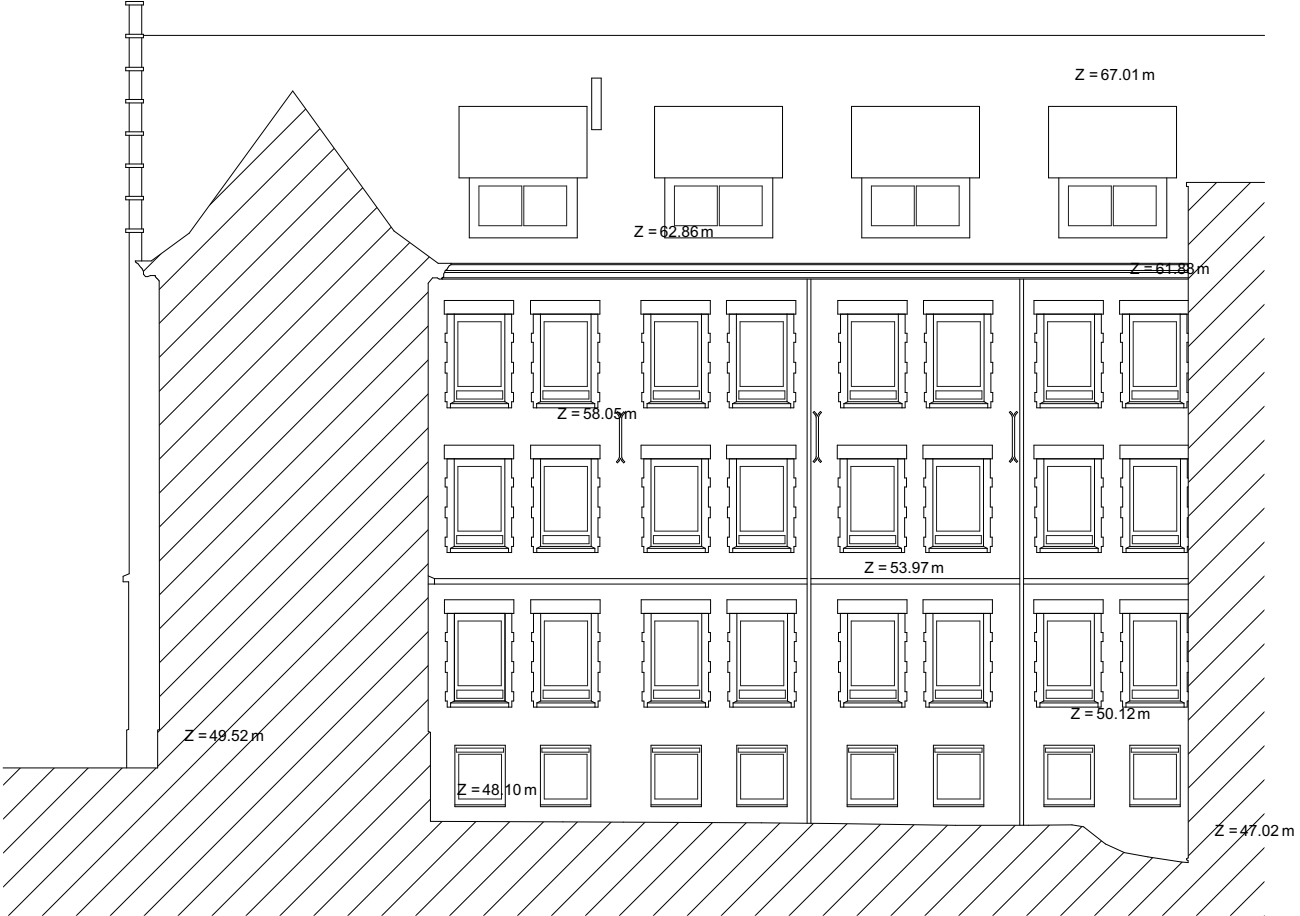 Z = 67.01 m
Z = 62.86 m
Z = 61.88 m
Z = 58.05 m
Z = 53.97 m
Z = 50.12 m
Z = 49.52 m
Z = 48.10 m
Z = 47.02 m